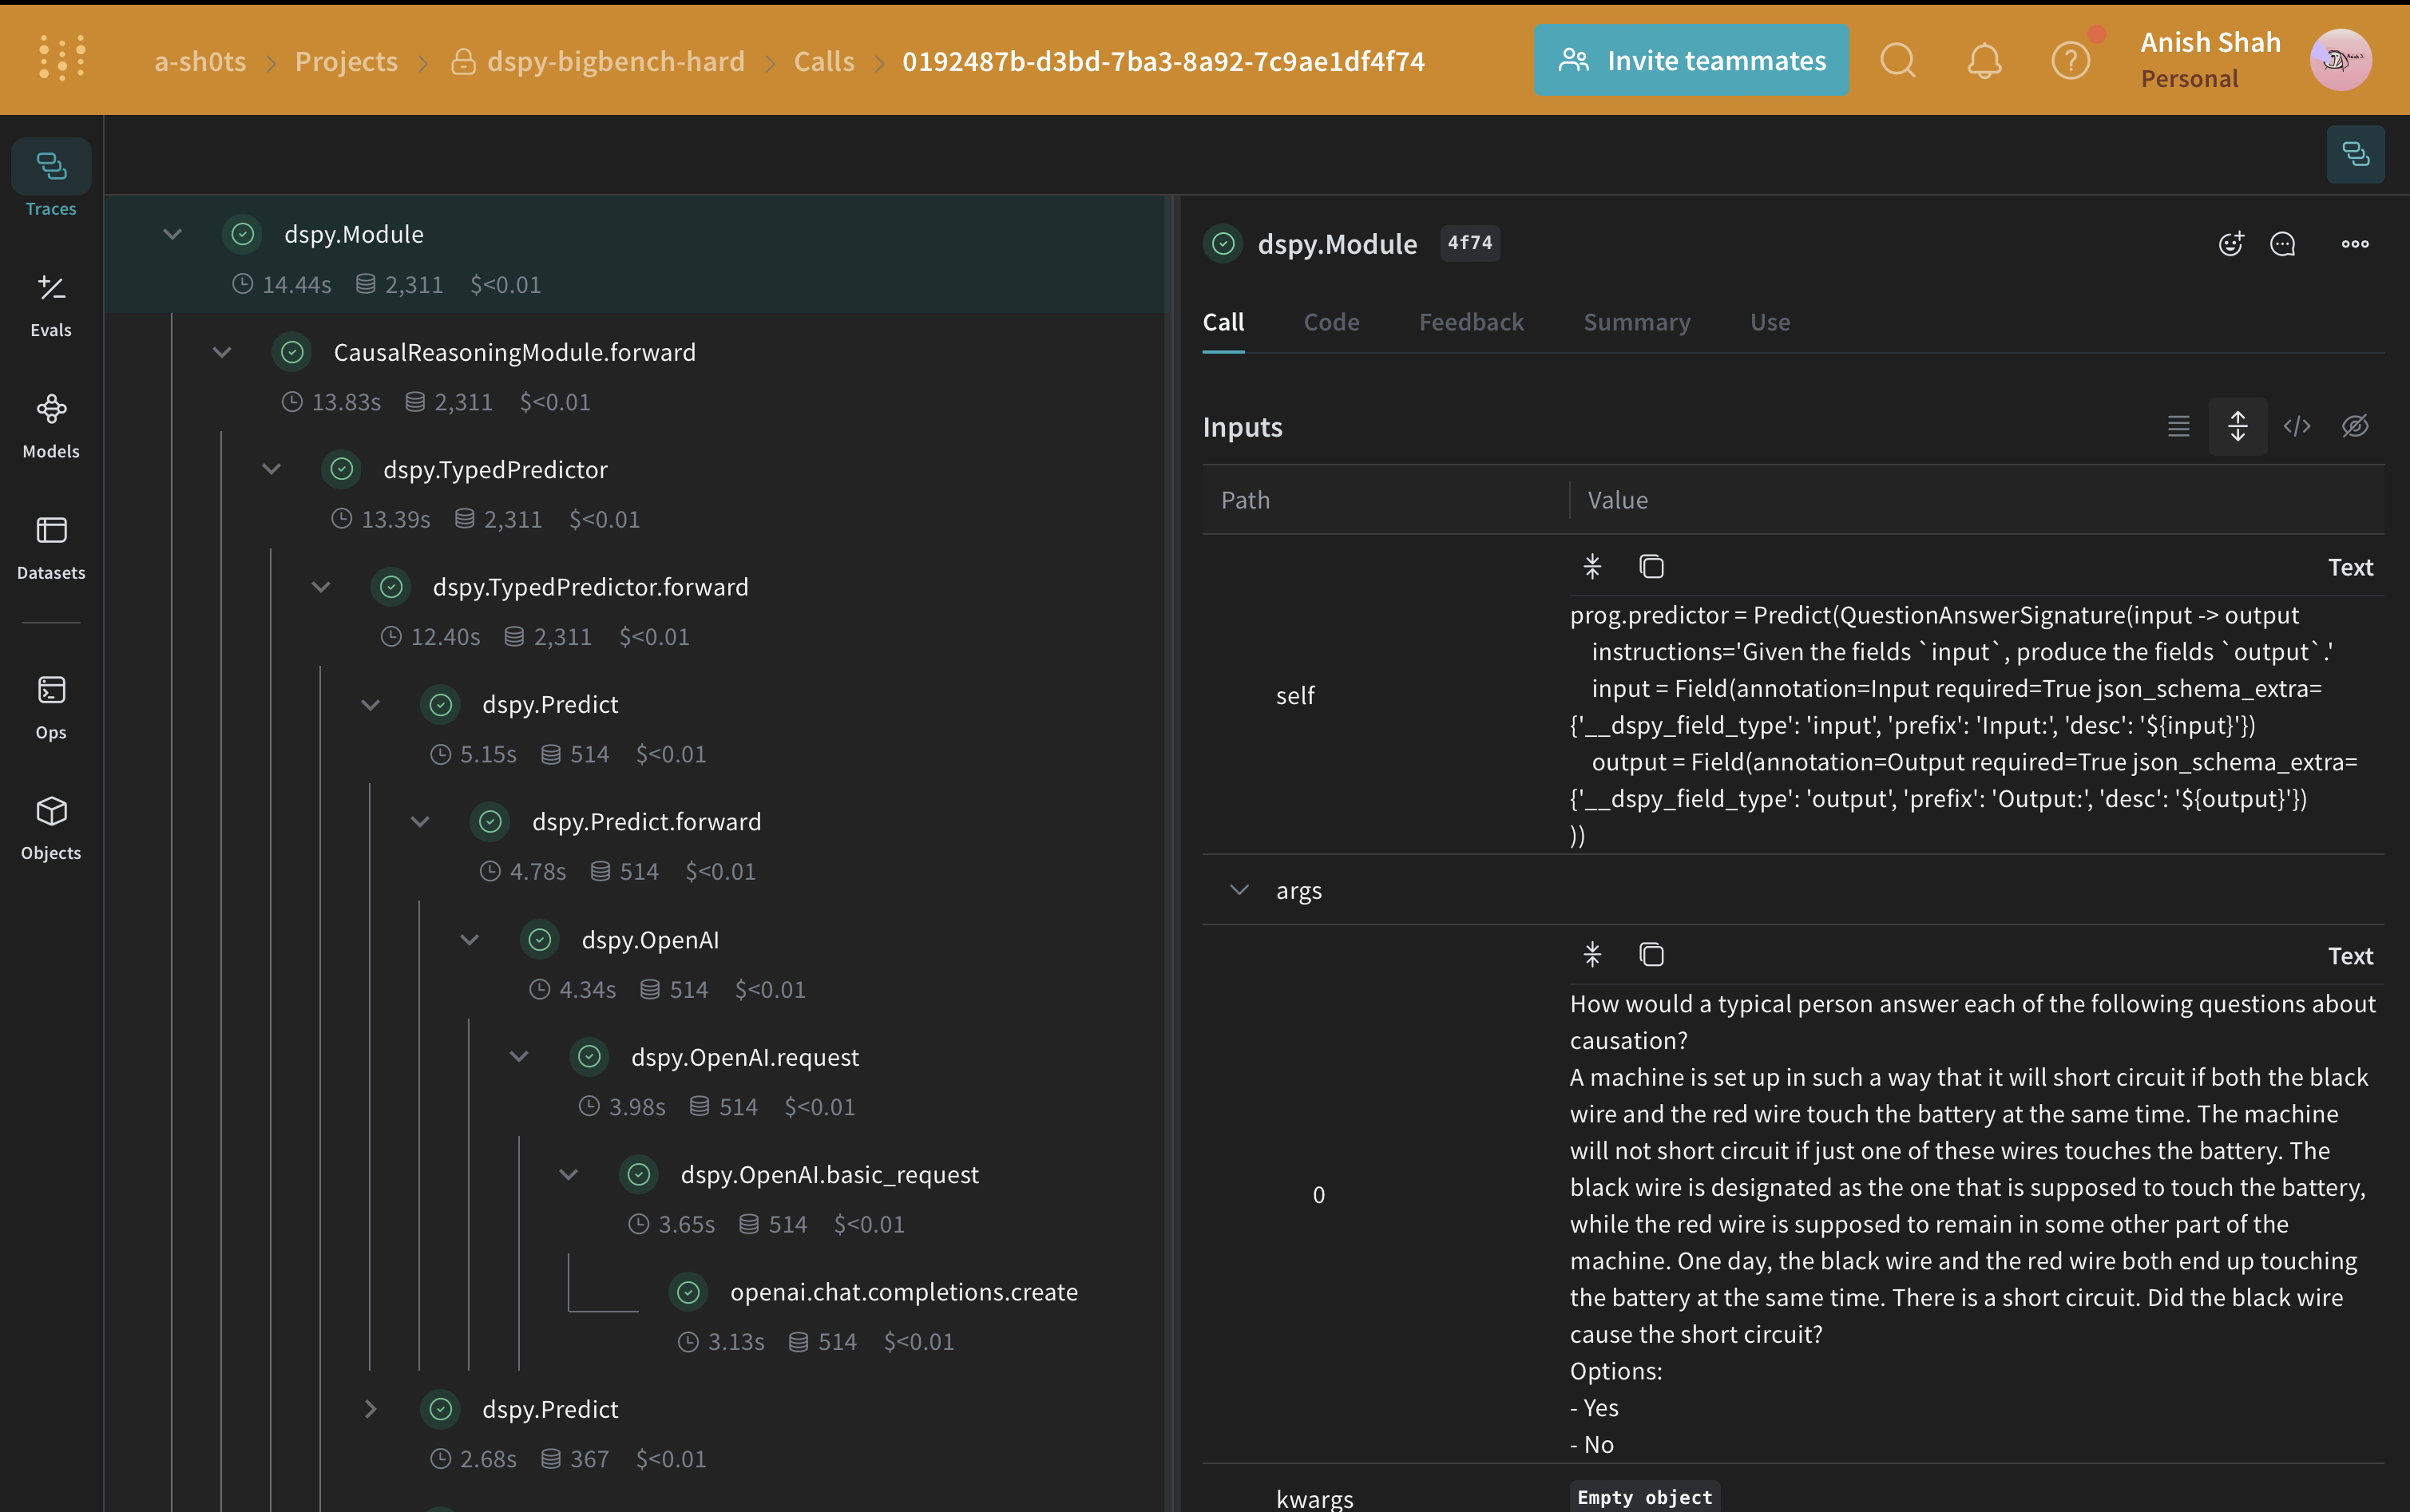 a-sh0ts > Projects > dspy-bigbench-hard > Calls > 0192487b-d3bd-7ba3-8a92-7c9ae1df4f74
Invite teammates
Anish Shah
Personal
Traces
Evals
Models
Datasets
Ops
Objects
dspy.Module
14.44s 2,311 $<0.01
CausalReasoningModule.forward
13.83s 2,311 $<0.01
dspy.TypedPredictor
13.39s 2,311 $<0.01
dspy.TypedPredictor.forward
12.40s 2,311 $<0.01
dspy.Predict
5.15s 514 $<0.01
dspy.Predict.forward
4.78s 514 $<0.01
dspy.OpenAI
4.34s 514 $<0.01
dspy.OpenAI.request
3.98s 514 $<0.01
dspy.OpenAI.basic_request
3.65s 514 $<0.01
openai.chat.completions.create
3.13s 514 $<0.01
dspy.Predict
2.68s 367 $<0.01
dspy.Module 4f74
Call Code Feedback Summary Use
Inputs
Path Value
Text
self
prog.predictor = Predict(QuestionAnswerSignature(input -> output
instructions='Given the fields `input`, produce the fields `output`.'
input = Field(annotation=Input required=True json_schema_extra=
{'__dspy_field_type': 'input', 'prefix': 'Input:', 'desc': '${input}'})
output = Field(annotation=Output required=True json_schema_extra=
{'__dspy_field_type': 'output', 'prefix': 'Output:', 'desc': '${output}'})
))
args
Text
0
How would a typical person answer each of the following questions about
causation?
A machine is set up in such a way that it will short circuit if both the black
wire and the red wire touch the battery at the same time. The machine
will not short circuit if just one of these wires touches the battery. The
black wire is designated as the one that is supposed to touch the battery,
while the red wire is supposed to remain in some other part of the
machine. One day, the black wire and the red wire both end up touching
the battery at the same time. There is a short circuit. Did the black wire
cause the short circuit?
Options:
- Yes
- No
kwargs Empty object